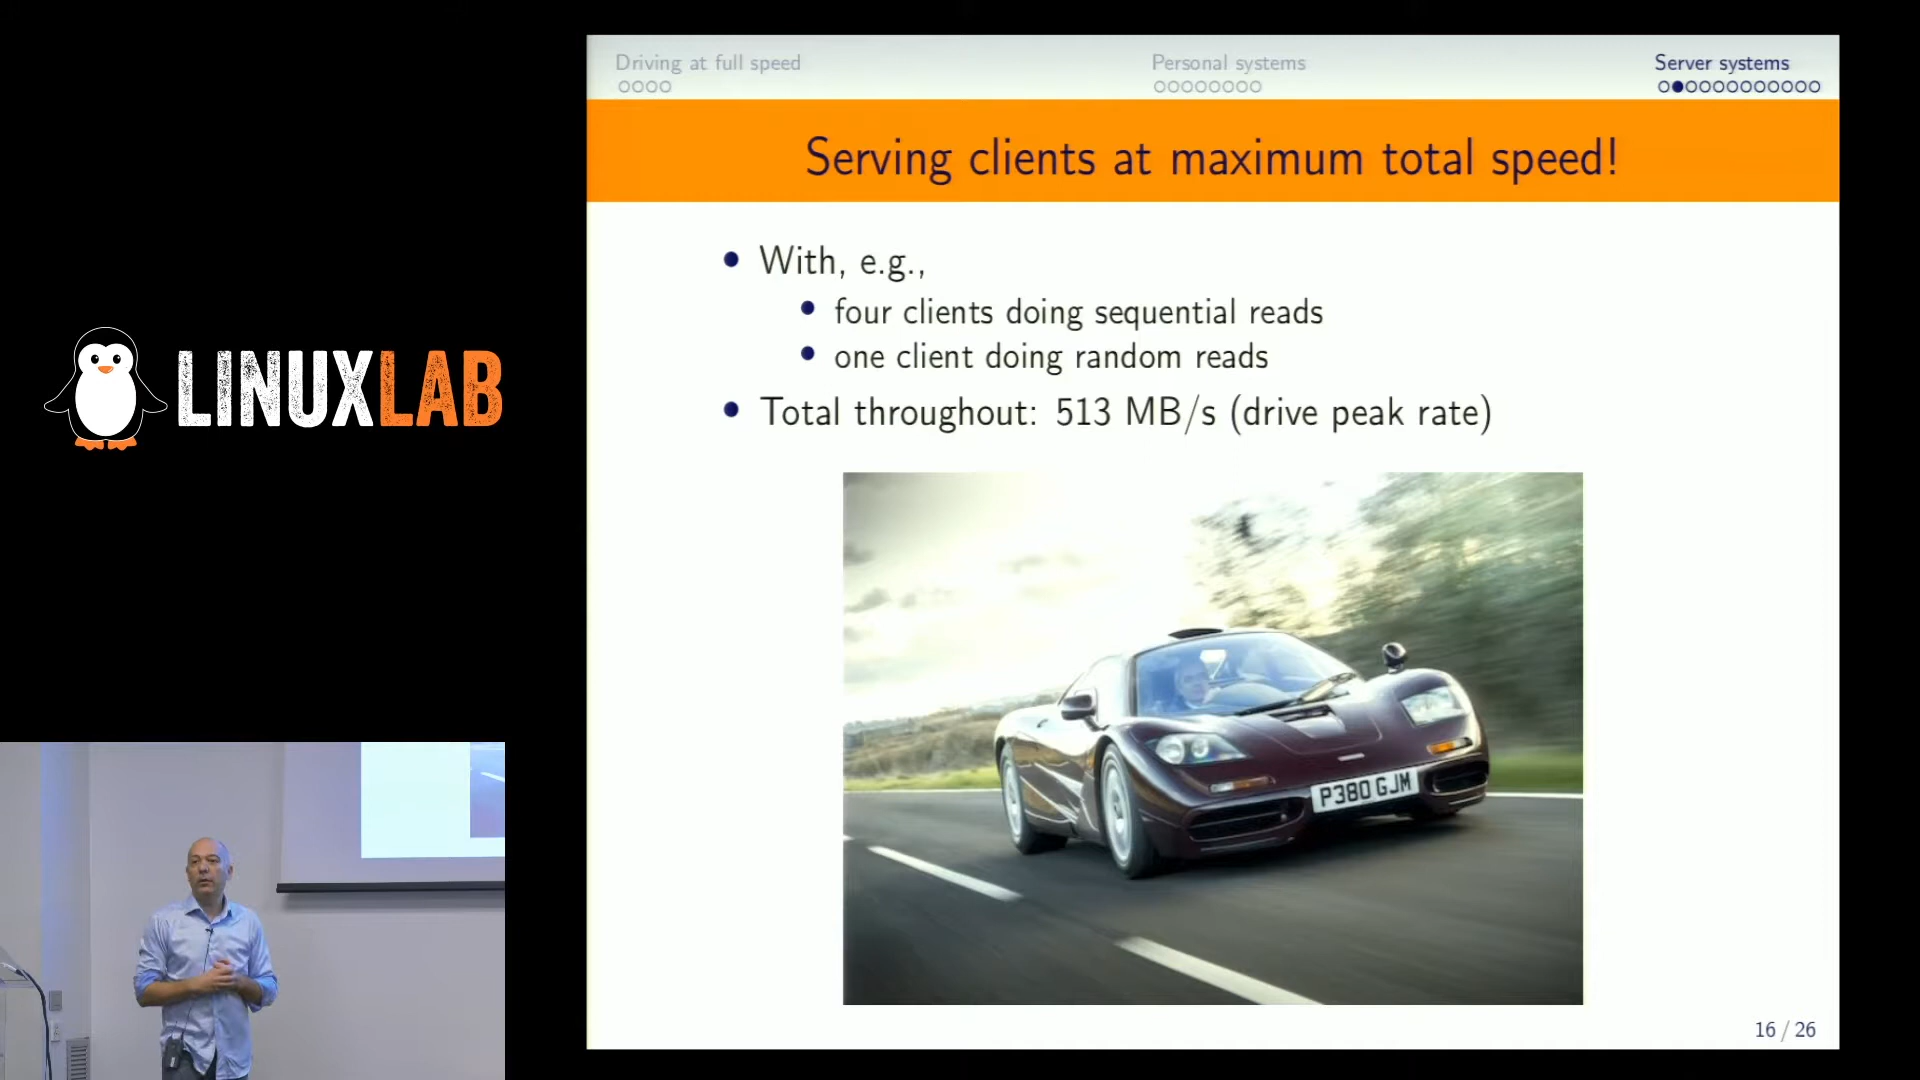 LINUXLAB
Driving at full speed
Personal systems
Server systems
Serving clients at maximum total speed!
With, e.g.,
four clients doing sequential reads
one client doing random reads
Total throughout: 513 MB/s (drive peak rate)
P380 GJM
16 / 26